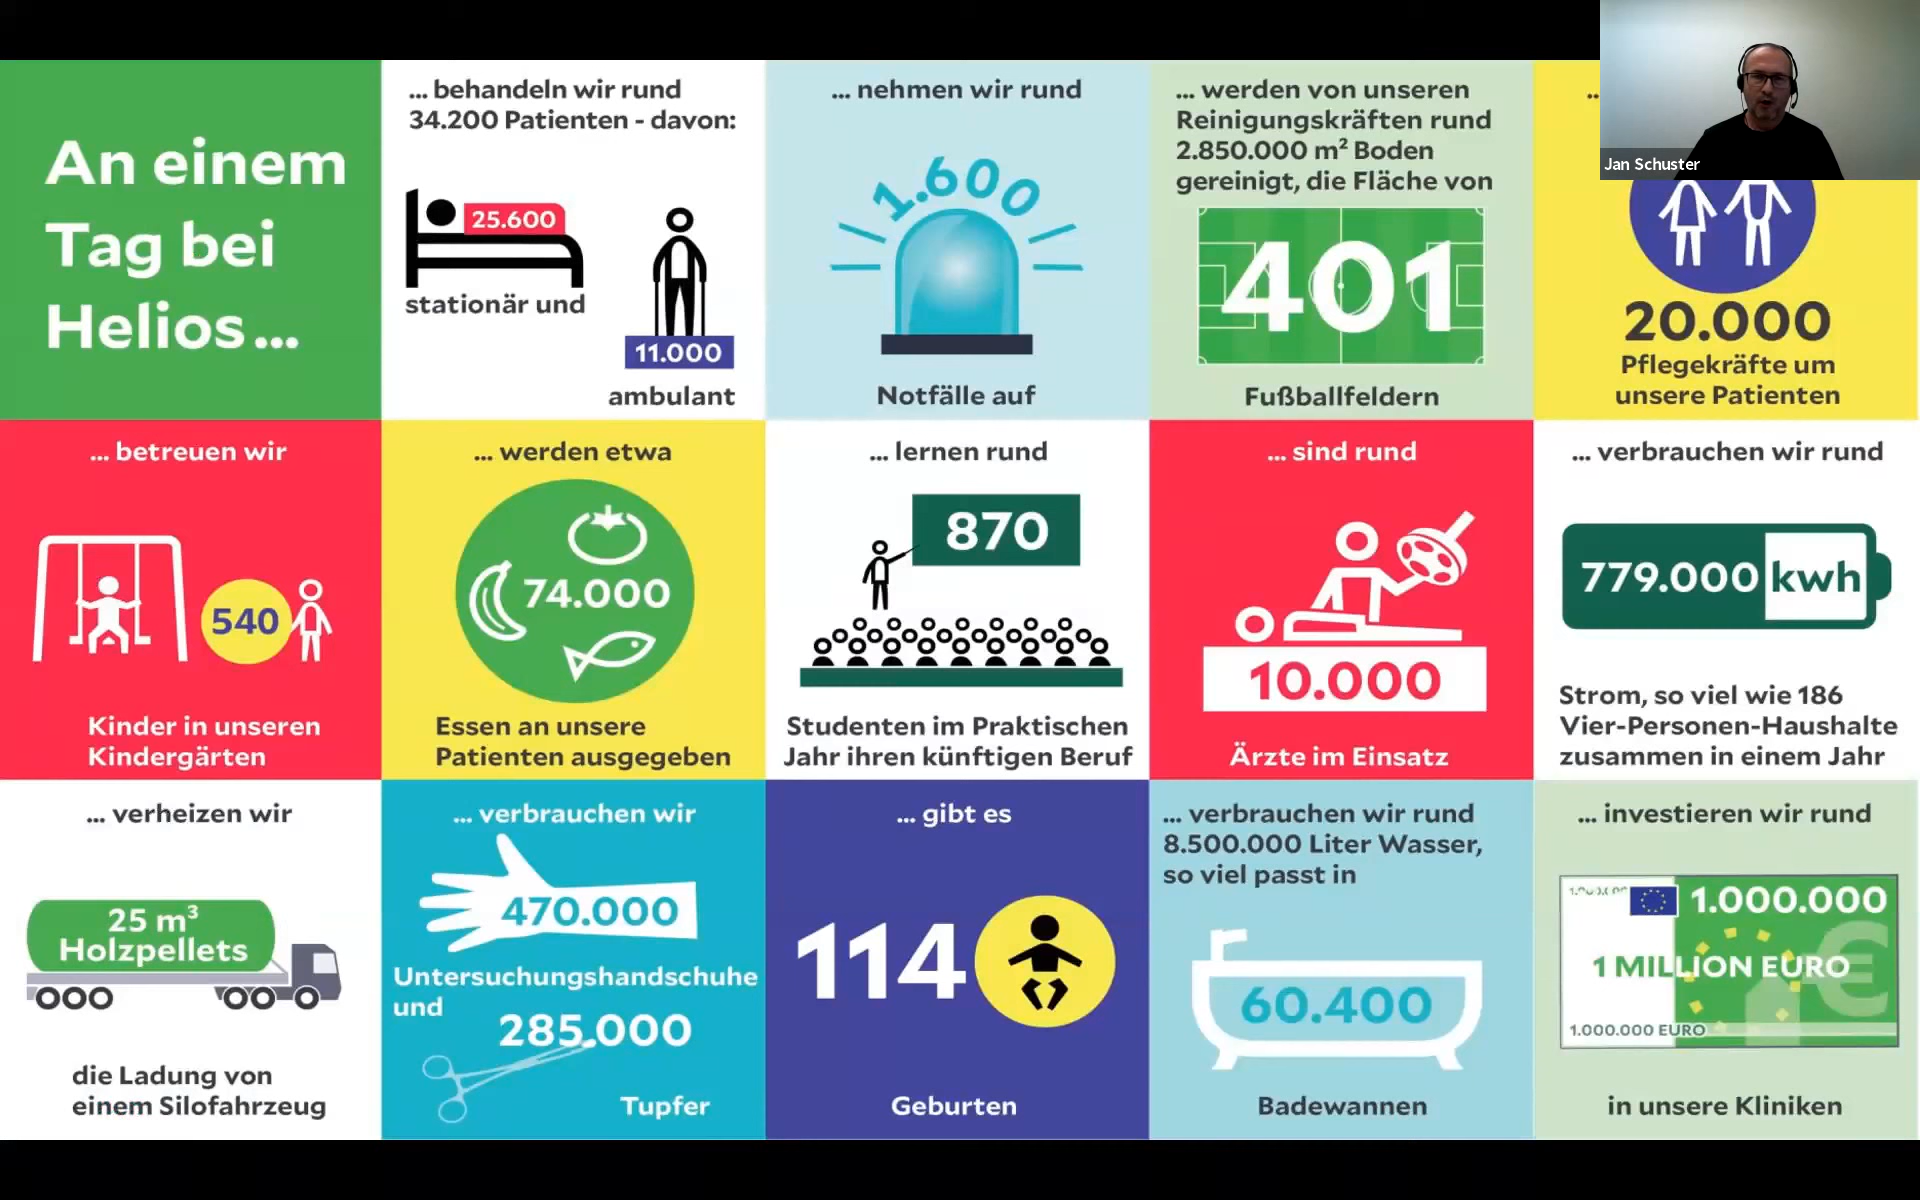 An einem
Tag bei
Helios...
... behandeln wir rund
34.200 Patienten - davon:
25.600
stationär und
11.000
ambulant
... nehmen wir rund
1.600
Notfälle auf
... werden von unseren
Reinigungskräften rund
2.850.000 m² Boden
gereinigt, die Fläche von
401
Fußballfeldern
...
Jan Schuster
20.000
Pflegekräfte um
unsere Patienten
... betreuen wir
540
Kinder in unseren
Kindergärten
... werden etwa
74.000
Essen an unsere
Patienten ausgegeben
... lernen rund
870
Studenten im Praktischen
Jahr ihren künftigen Beruf
... sind rund
10.000
Ärzte im Einsatz
... verbrauchen wir rund
779.000 kwh
Strom, so viel wie 186
Vier-Personen-Haushalte
zusammen in einem Jahr
... verheizen wir
25 m³
Holzpellets
die Ladung von
einem Silofahrzeug
... verbrauchen wir
470.000
Untersuchungshandschuhe
und
285.000
Tupfer
... gibt es
114
Geburten
... verbrauchen wir rund
8.500.000 Liter Wasser,
so viel passt in
60.400
Badewannen
... investieren wir rund
1.000.000
1 MILLION EURO
€
1.000.000 EURO
in unsere Kliniken